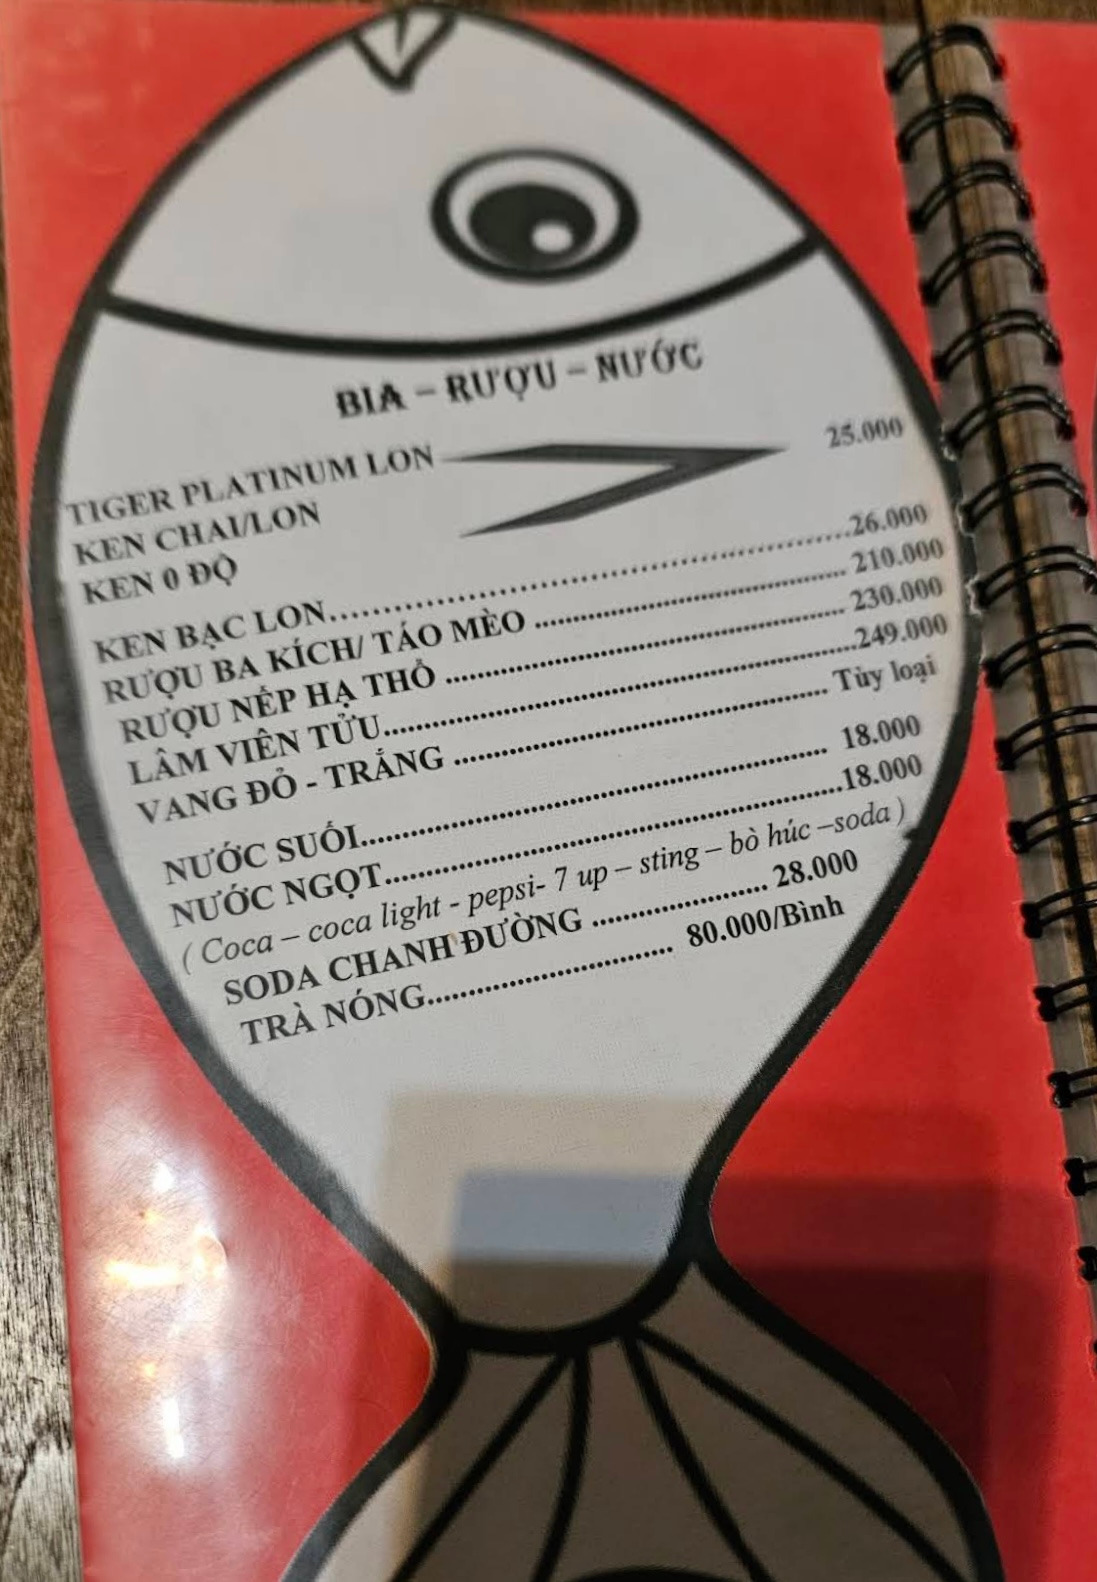 BIA – RƯỢU – NƯỚC
TIGER PLATINUM LON 25.000
KEN CHAI/LON
KEN 0 ĐỘ
KEN BẠC LON..........26.000
RƯỢU BA KÍCH/ TÁO MÈO .......... 210.000
RƯỢU NẾP HẠ THỔ .......... 230.000
LÂM VIÊN TỬU..........249.000
VANG ĐỎ - TRẮNG .......... Tùy loại
NƯỚC SUỐI.......... 18.000
NƯỚC NGỌT..........18.000
( Coca – coca light - pepsi- 7 up – sting – bò húc –soda )
SODA CHANH ĐƯỜNG .......... 28.000
TRÀ NÓNG.......... 80.000/Bình